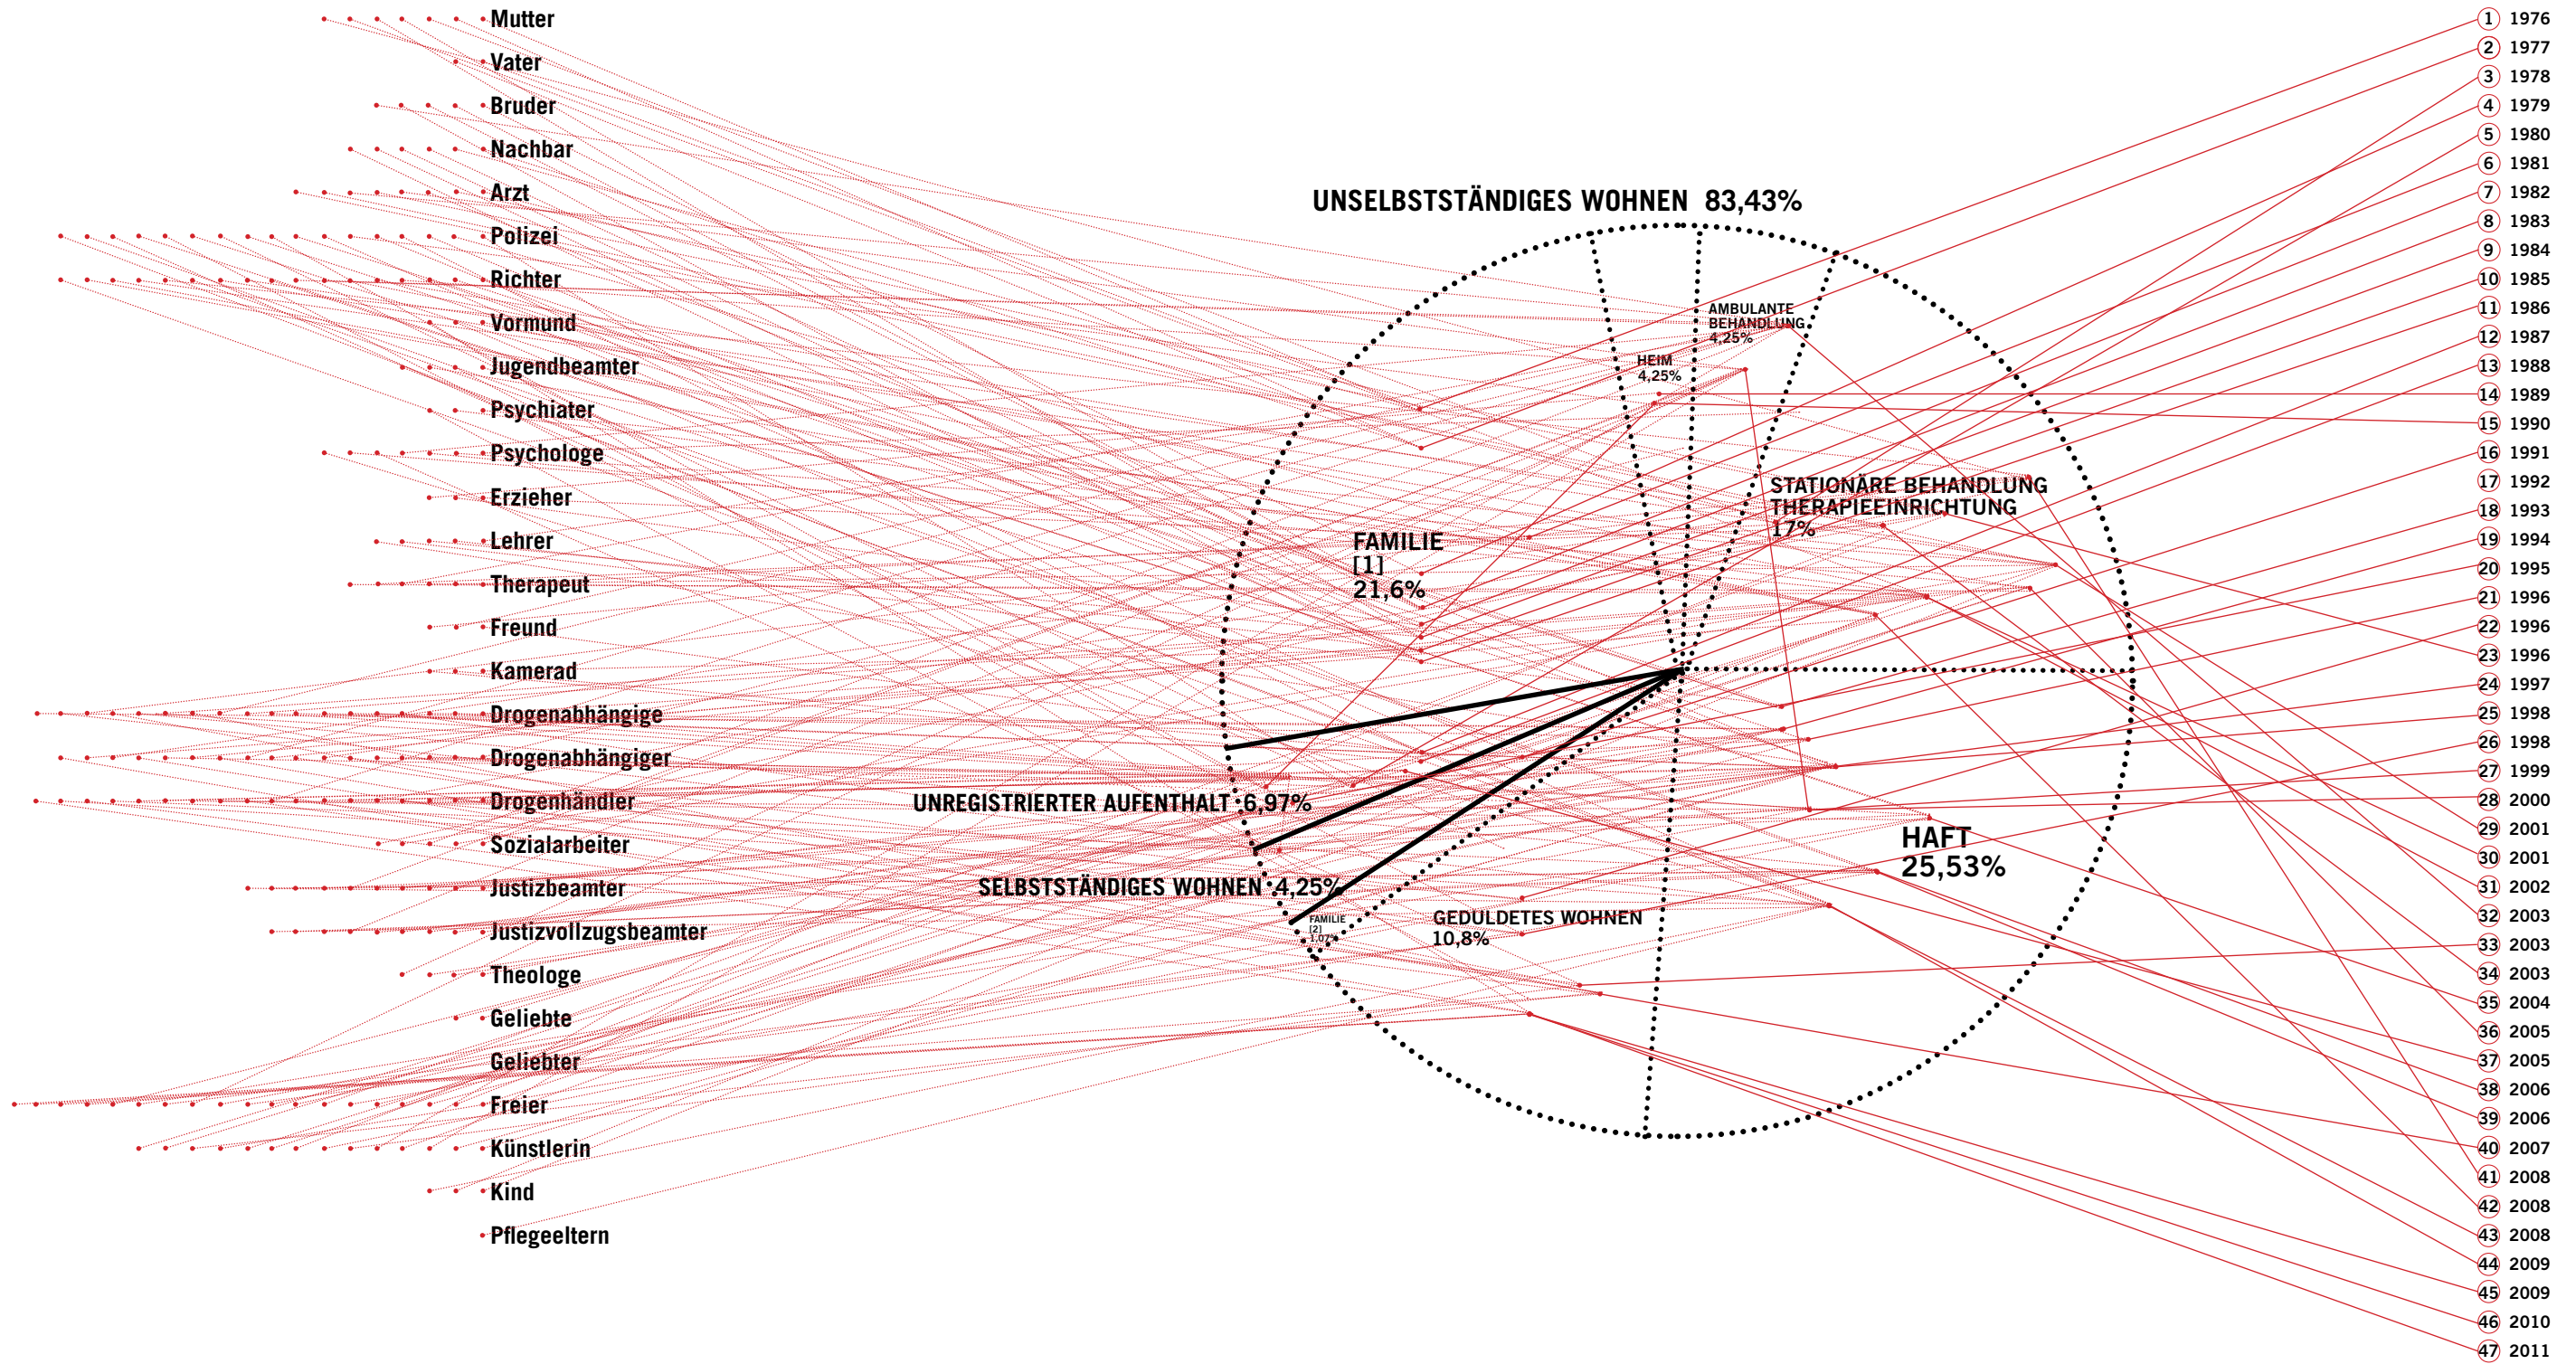 Mutter
Vater
Bruder
Nachbar
Arzt
Polizei
Richter
Vormund
Jugendbeamter
Psychiater
Psychologe
Erzieher
Lehrer
Therapeut
Freund
Kamerad
Drogenabhängige
Drogenabhängiger
Drogenhändler
Sozialarbeiter
Justizbeamter
Justizvollzugsbeamter
Theologe
Geliebte
Geliebter
Freier
Künstlerin
Kind
Pflegeeltern
UNSELBSTSTÄNDIGES WOHNEN 83,43%
AMBULANTE
BEHANDLUNG
4,25%
HEIM
4,25%
STATIONÄRE BEHANDLUNG
THERAPIEEINRICHTUNG
17%
FAMILIE
[1]
21,6%
UNREGISTRIERTER AUFENTHALT 6,97%
HAFT
25,53%
SELBSTSTÄNDIGES WOHNEN 4,25%
FAMILIE
[2]
1,07%
GEDULDETES WOHNEN
10,8%
1 1976
2 1977
3 1978
4 1979
5 1980
6 1981
7 1982
8 1983
9 1984
10 1985
11 1986
12 1987
13 1988
14 1989
15 1990
16 1991
17 1992
18 1993
19 1994
20 1995
21 1996
22 1996
23 1996
24 1997
25 1998
26 1998
27 1999
28 2000
29 2001
30 2001
31 2002
32 2003
33 2003
34 2003
35 2004
36 2005
37 2005
38 2006
39 2006
40 2007
41 2008
42 2008
43 2008
44 2009
45 2009
46 2010
47 2011